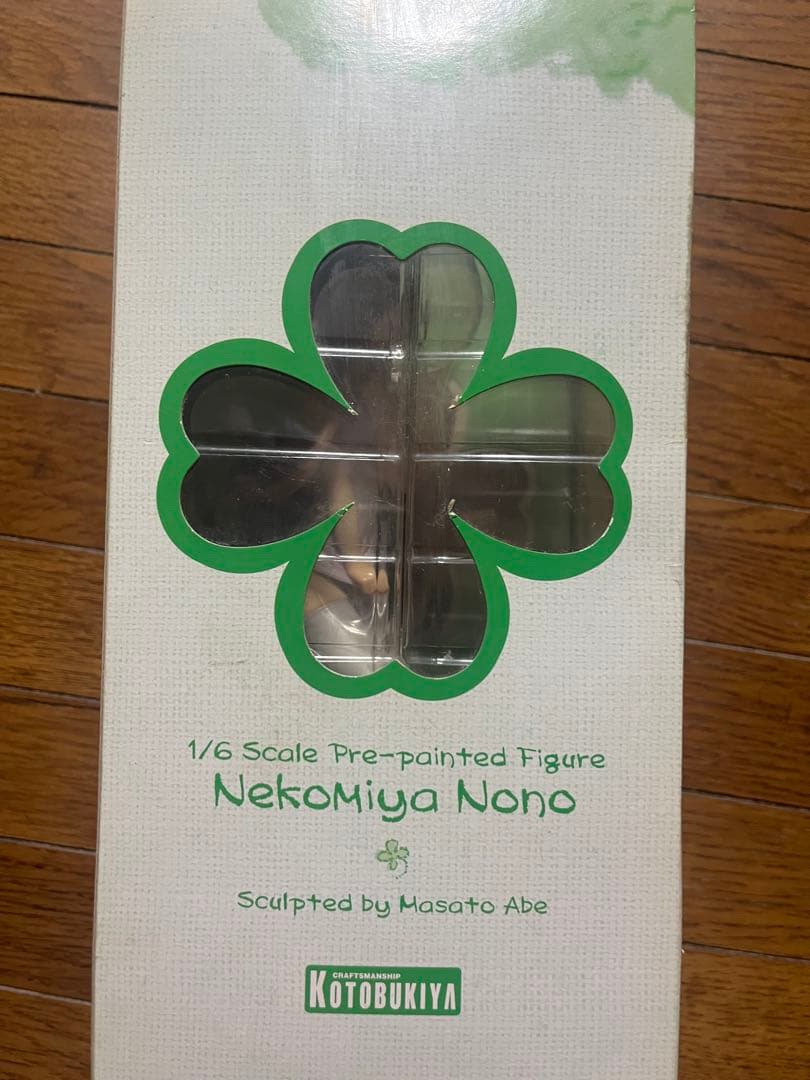 1/6 Scale Pre-painted Figure
Nekomiya Nono
Sculpted by Masato Abe
CRAFTSMANSHIP
KOTOBUKIYA